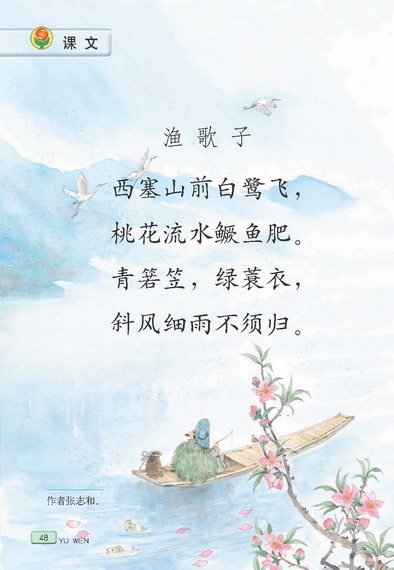 课文
渔歌子
西塞山前白鹭飞，
桃花流水鳜鱼肥。
青箬笠，绿蓑衣，
斜风细雨不须归。
作者张志和。
48 YU WEN